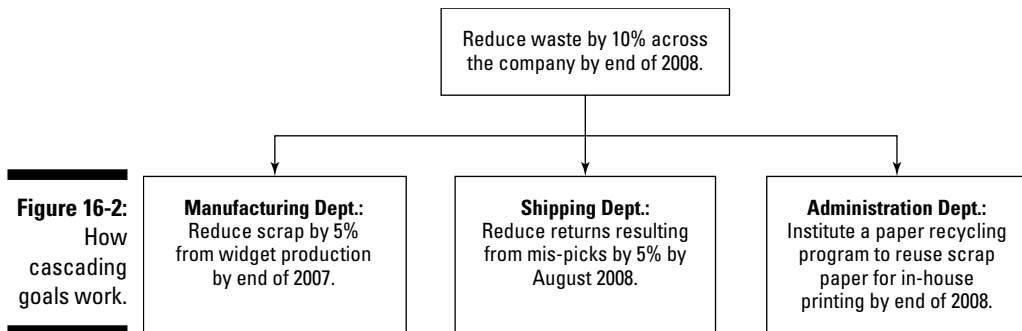 Reduce waste by 10% across
the company by end of 2008.
Figure 16-2:
How
cascading
goals work.
Manufacturing Dept.:
Reduce scrap by 5%
from widget production
by end of 2007.
Shipping Dept.:
Reduce returns resulting
from mis-picks by 5% by
August 2008.
Administration Dept.:
Institute a paper recycling
program to reuse scrap
paper for in-house
printing by end of 2008.